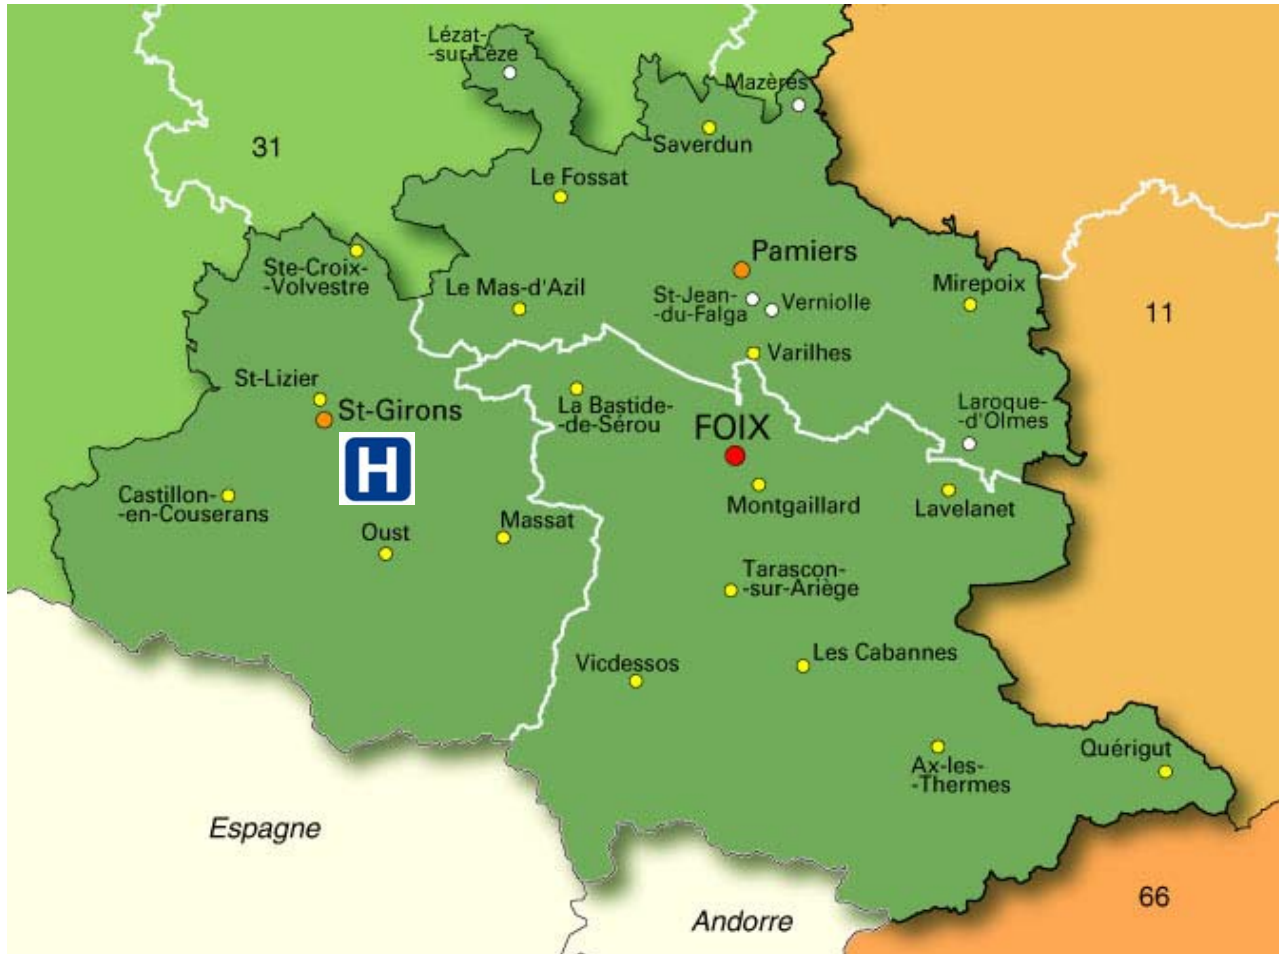 Lézat-
-sur-Lèze
Mazères
31
Saverdun
Le Fossat
Pamiers
Ste-Croix-
-Volvestre
Le Mas-d'Azil
St-Jean-
-du-Falga
Verniolle
Mirepoix
11
Varilhes
St-Lizier
St-Girons
La Bastide-
-de-Sérou
FOIX
Laroque-
-d'Olmes
H
Castillon-
-en-Couserans
Montgaillard
Lavelanet
Oust
Massat
Tarascon-
-sur-Ariège
Vicdessos
Les Cabannes
Quérigut
Ax-les-
-Thermes
Espagne
66
Andorre